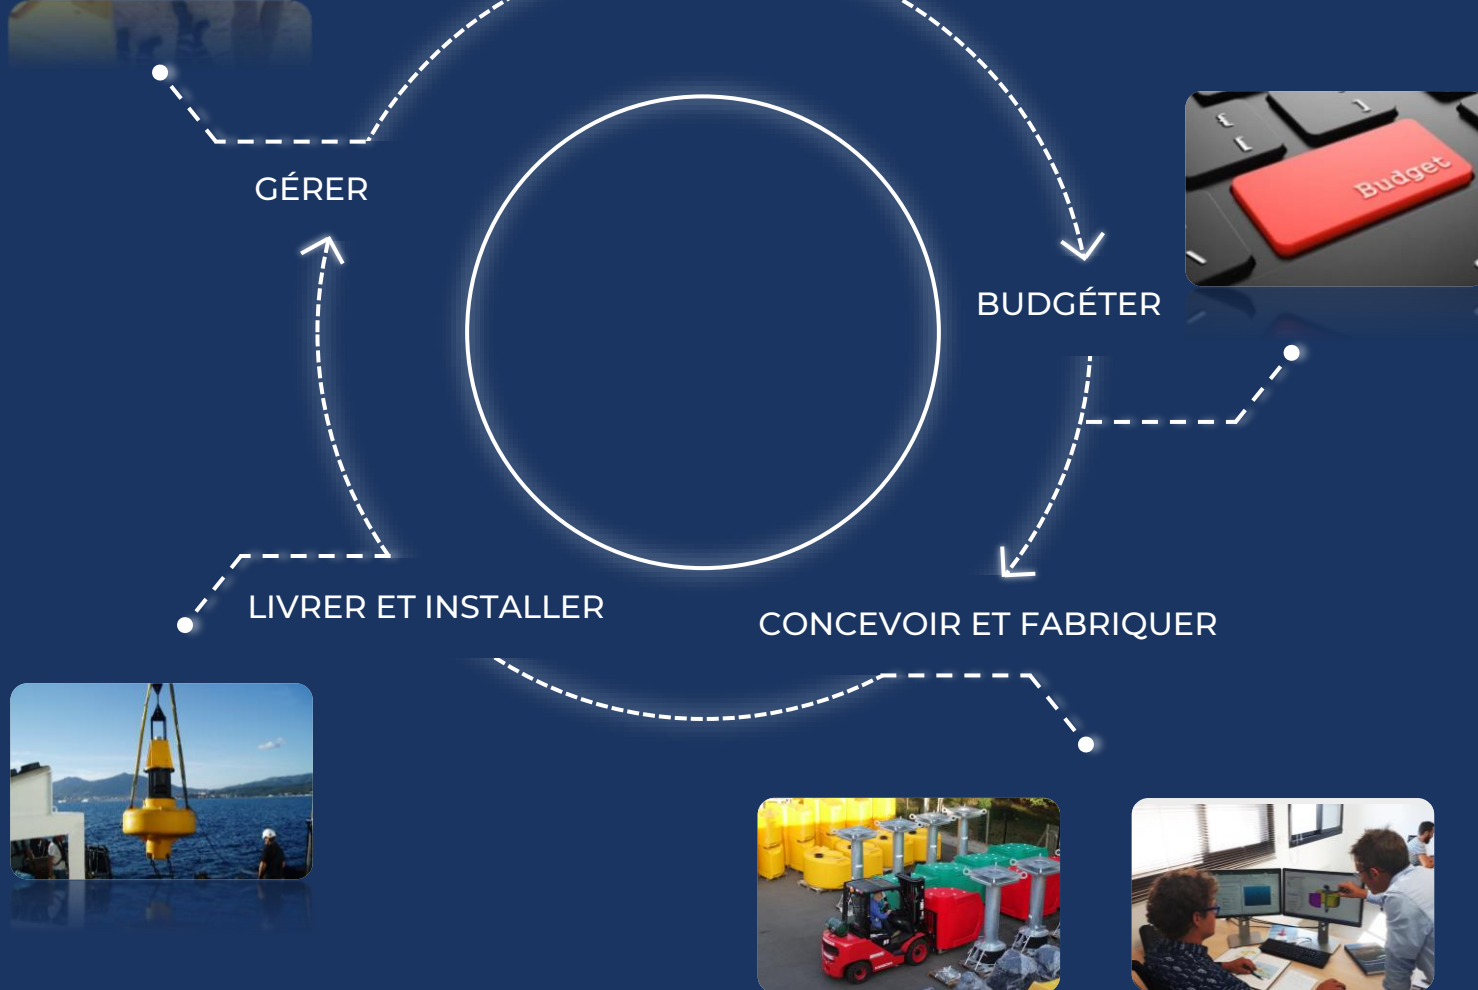 GÉRER
Budget
BUDGÉTER
LIVRER ET INSTALLER
CONCEVOIR ET FABRIQUER